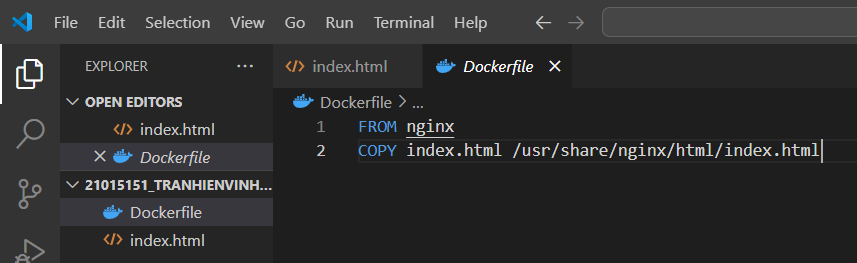 File Edit Selection View Go Run Terminal Help
EXPLORER ...
index.html Dockerfile
OPEN EDITORS
Dockerfile > ...
index.html
1 FROM nginx
Dockerfile
2 COPY index.html /usr/share/nginx/html/index.html
21015151_TRANHIENVINH...
Dockerfile
index.html